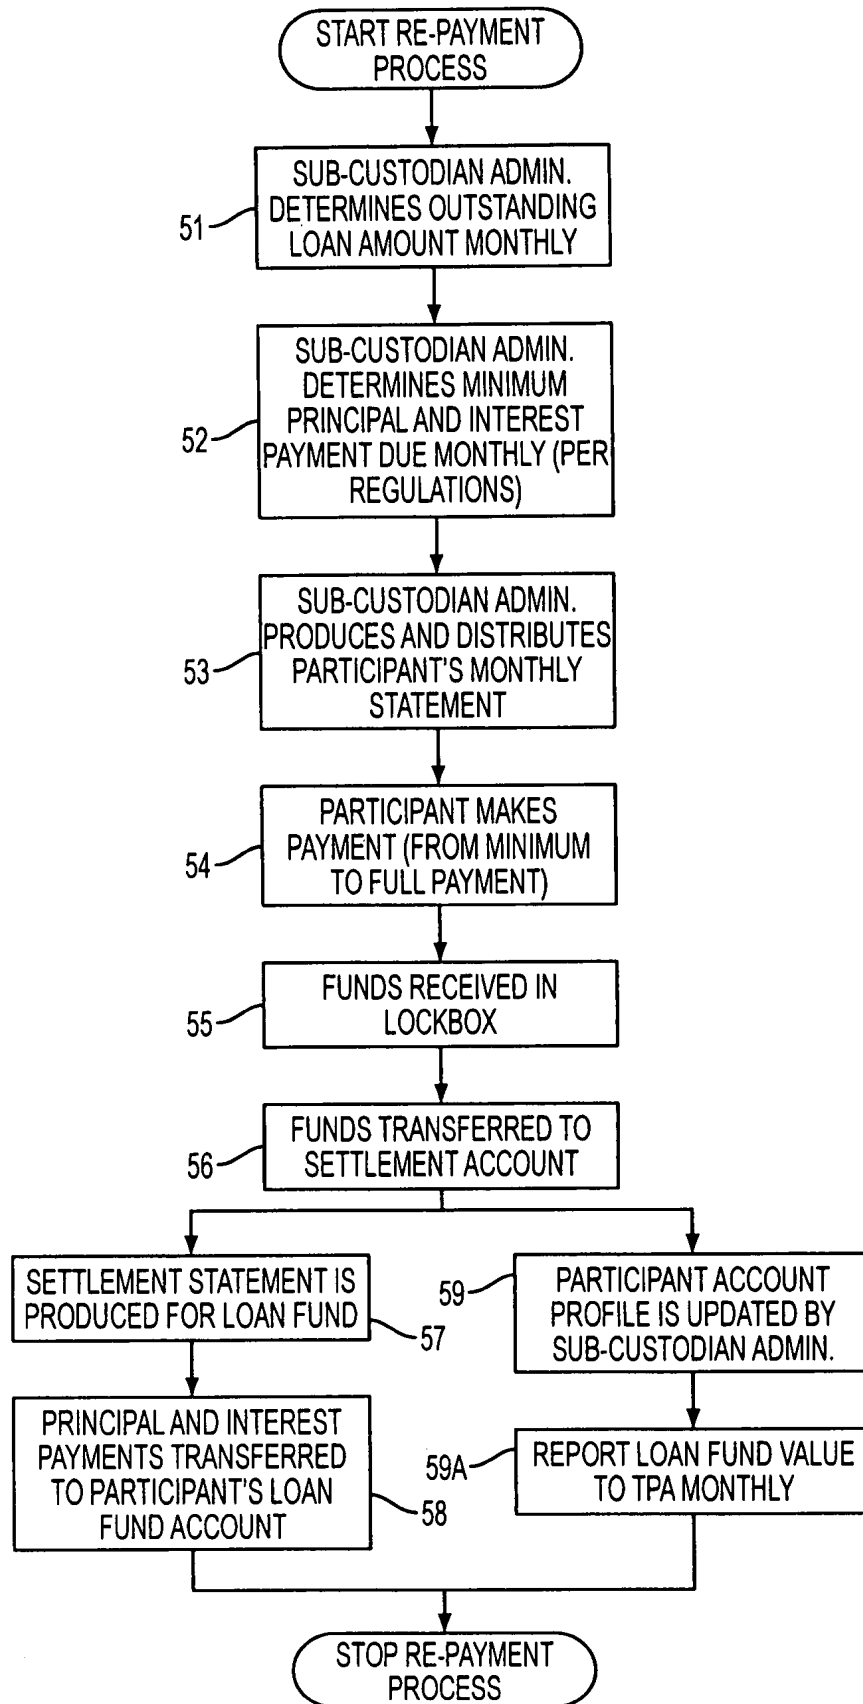 START RE-PAYMENT
PROCESS
SUB-CUSTODIAN ADMIN.
DETERMINES OUTSTANDING
LOAN AMOUNT MONTHLY
51
SUB-CUSTODIAN ADMIN.
DETERMINES MINIMUM
PRINCIPAL AND INTEREST
PAYMENT DUE MONTHLY (PER
REGULATIONS)
52
SUB-CUSTODIAN ADMIN.
PRODUCES AND DISTRIBUTES
PARTICIPANT'S MONTHLY
STATEMENT
53
PARTICIPANT MAKES
PAYMENT (FROM MINIMUM
TO FULL PAYMENT)
54
FUNDS RECEIVED IN
LOCKBOX
55
FUNDS TRANSFERRED TO
SETTLEMENT ACCOUNT
56
SETTLEMENT STATEMENT IS
PRODUCED FOR LOAN FUND
57
PRINCIPAL AND INTEREST
PAYMENTS TRANSFERRED
TO PARTICIPANT'S LOAN
FUND ACCOUNT
58
59
PARTICIPANT ACCOUNT
PROFILE IS UPDATED BY
SUB-CUSTODIAN ADMIN.
59A
REPORT LOAN FUND VALUE
TO TPA MONTHLY
STOP RE-PAYMENT
PROCESS